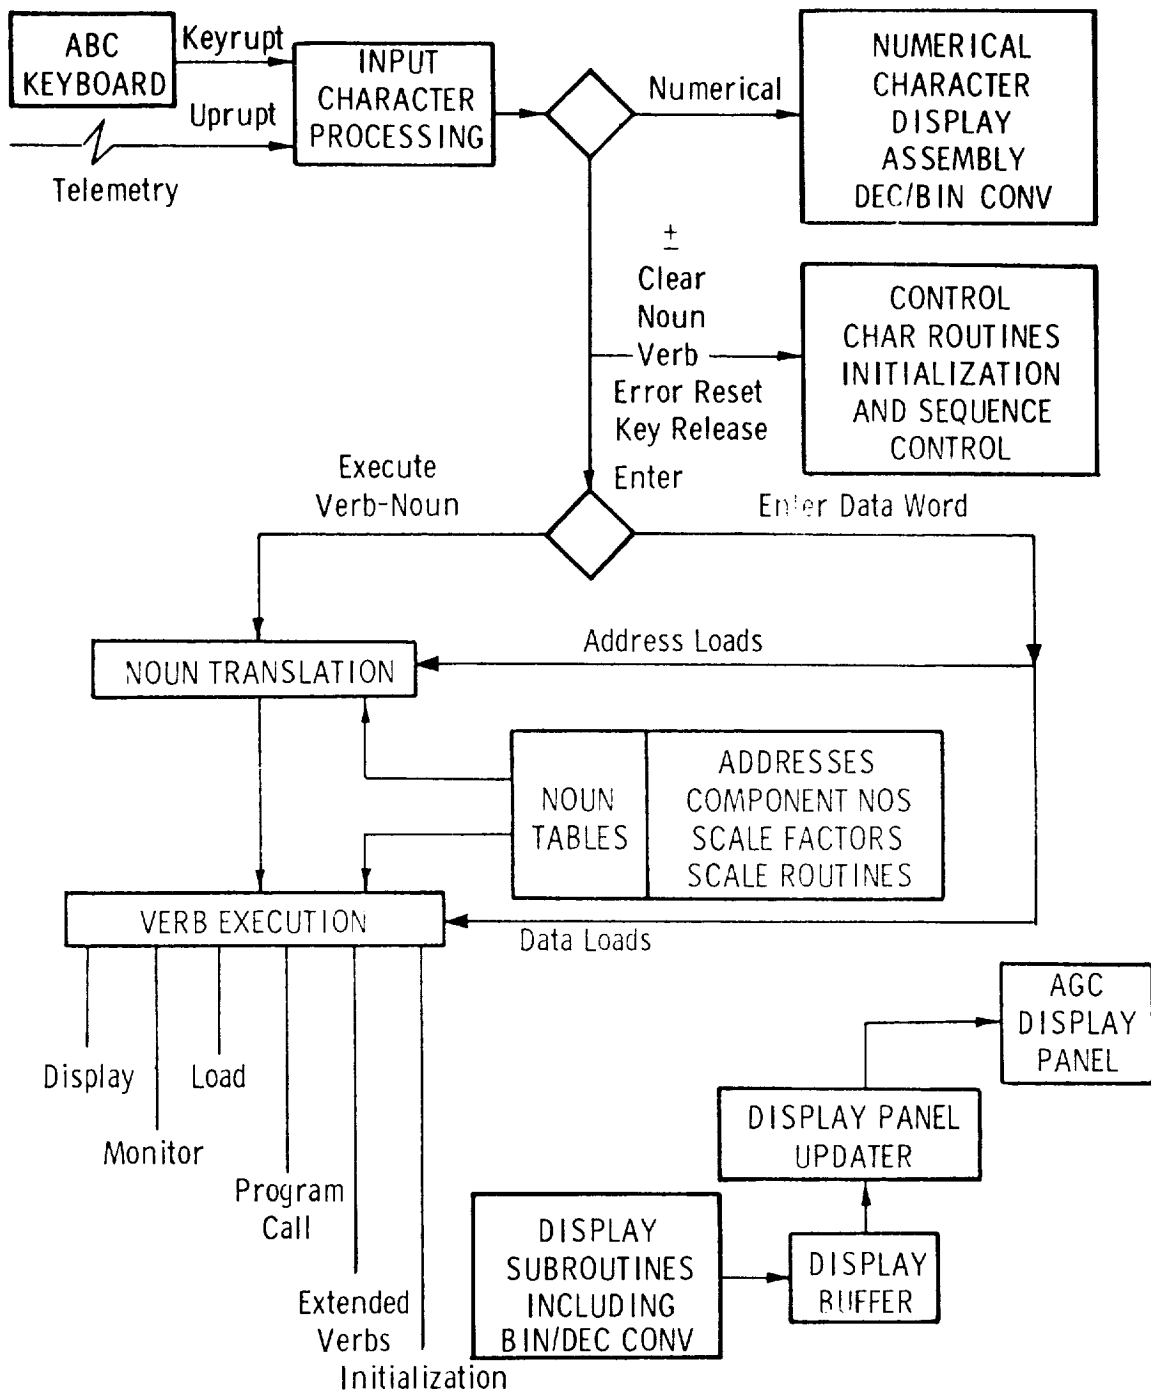 ABC
KEYBOARD
Keyrupt
Uprupt
Telemetry
INPUT
CHARACTER
PROCESSING
Numerical
NUMERICAL
CHARACTER
DISPLAY
ASSEMBLY
DEC/BIN CONV
±
Clear
Noun
Verb
Error Reset
Key Release
CONTROL
CHAR ROUTINES
INITIALIZATION
AND SEQUENCE
CONTROL
Enter
Execute
Verb-Noun
Enter Data Word
NOUN TRANSLATION
Address Loads
NOUN
TABLES
ADDRESSES
COMPONENT NOS
SCALE FACTORS
SCALE ROUTINES
VERB EXECUTION
Data Loads
Display
Monitor
Load
Program
Call
Extended
Verbs
Initialization
AGC
DISPLAY
PANEL
DISPLAY PANEL
UPDATER
DISPLAY
SUBROUTINES
INCLUDING
BIN/DEC CONV
DISPLAY
BUFFER